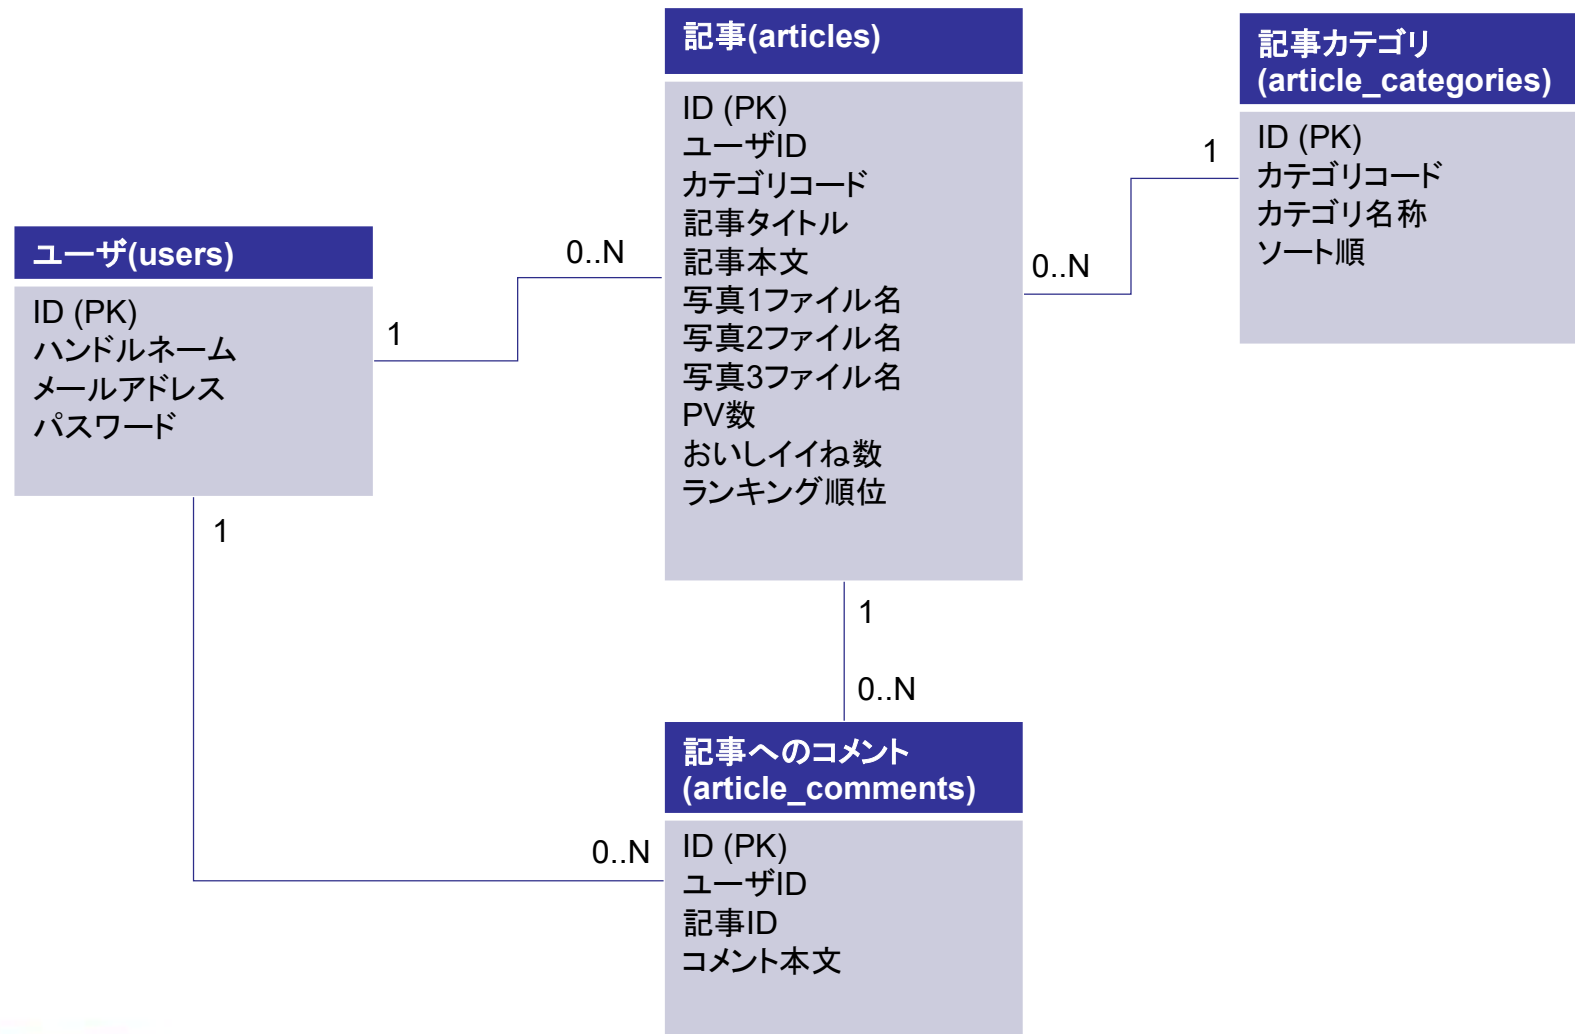 ユーザ(users)
ID (PK)
ハンドルネーム
メールアドレス
パスワード
1
0..N
1
0..N
記事(articles)
ID (PK)
ユーザID
カテゴリコード
記事タイトル
記事本文
写真1ファイル名
写真2ファイル名
写真3ファイル名
PV数
おいしイイね数
ランキング順位
0..N
1
1
0..N
記事カテゴリ
(article_categories)
ID (PK)
カテゴリコード
カテゴリ名称
ソート順
記事へのコメント
(article_comments)
ID (PK)
ユーザID
記事ID
コメント本文